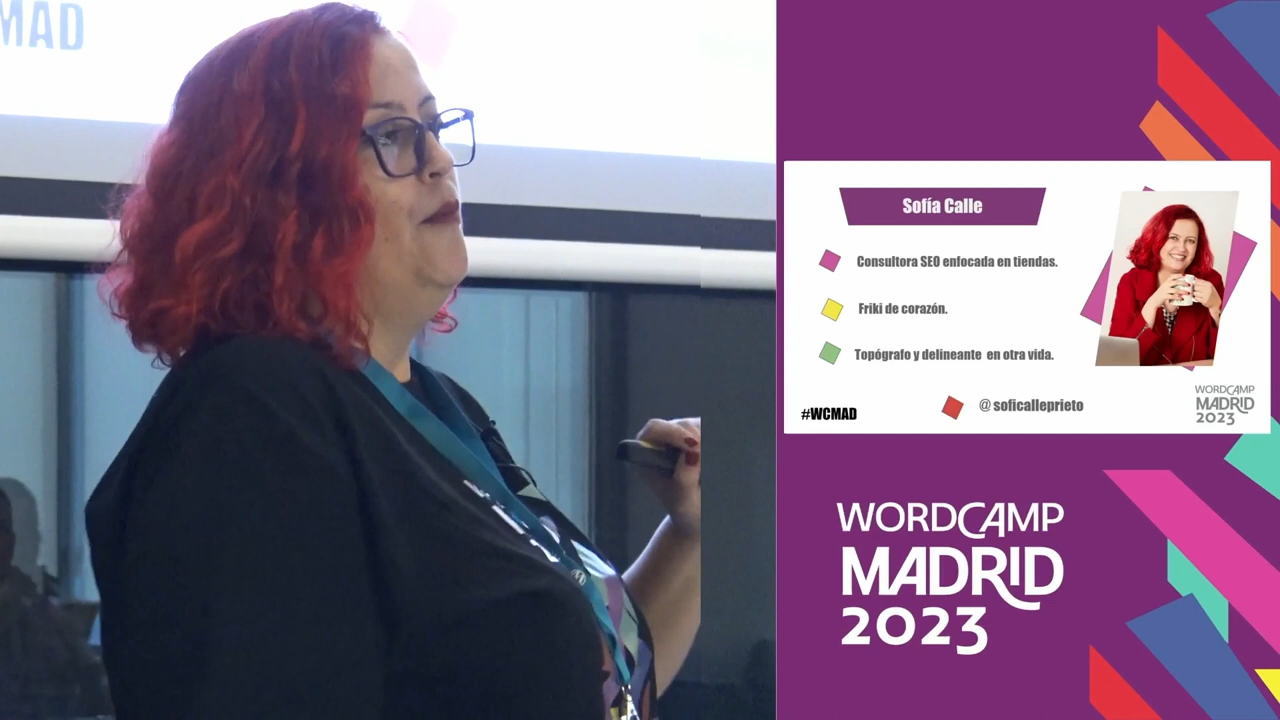 MAD
Sofía Calle
Consultora SEO enfocada en tiendas.
Friki de corazón.
Topógrafo y delineante en otra vida.
@soficalleprieto
#WCMAD
WORDCAMP
MADRID
2023
WORDCAMP
MADRID
2023